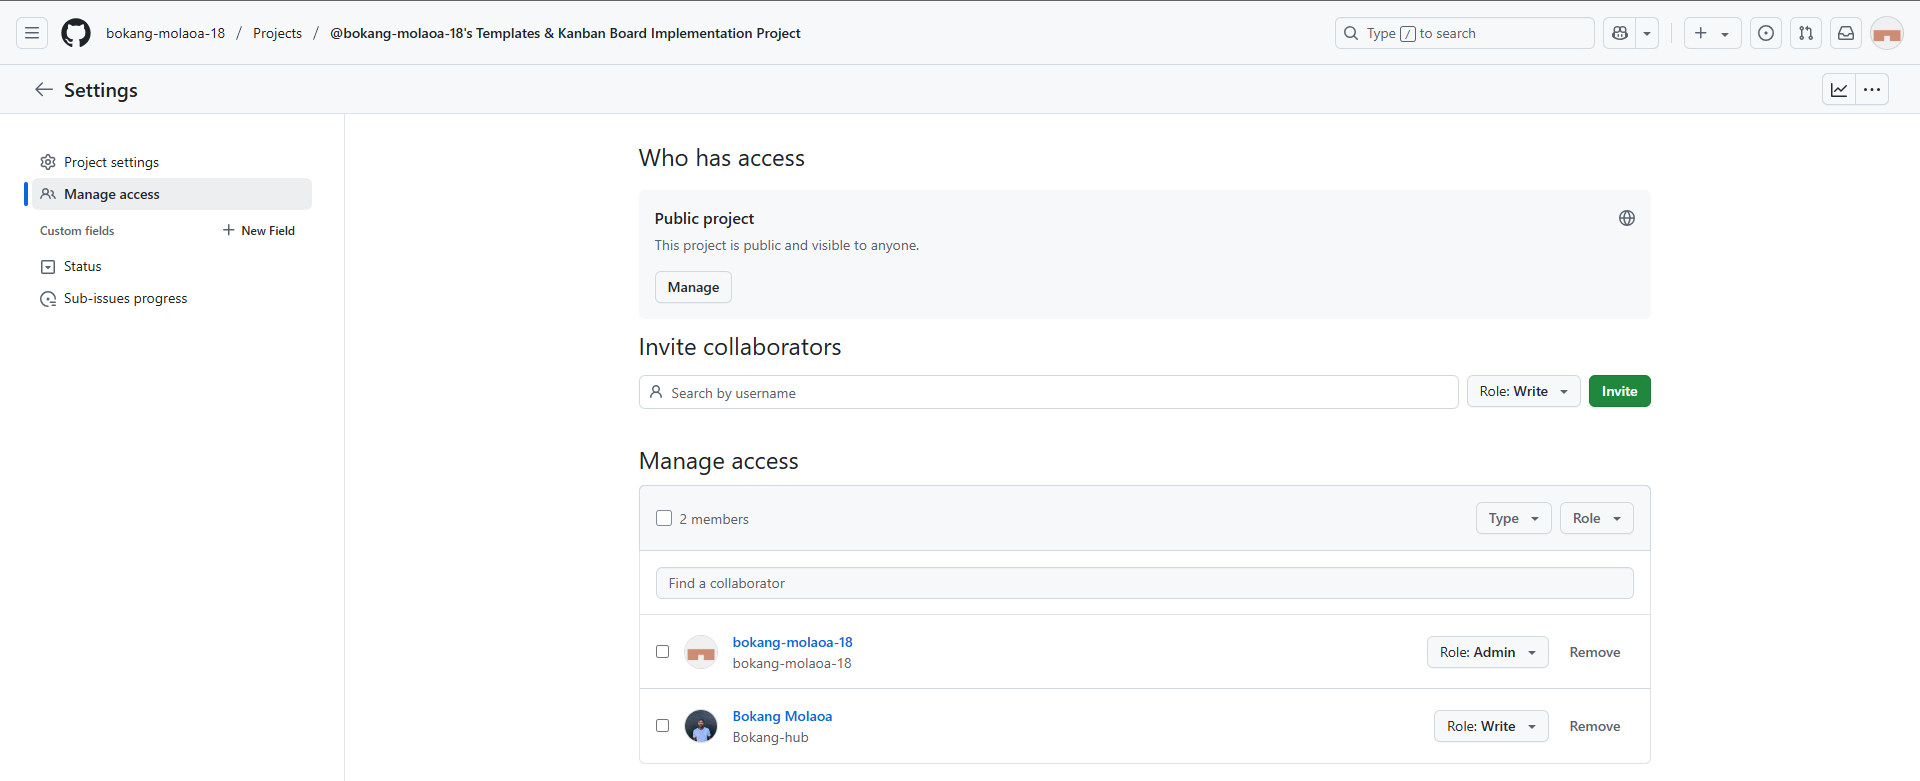 bokang-molaoa-18 / Projects / @bokang-molaoa-18's Templates & Kanban Board Implementation Project
Type / to search
Settings
Project settings
Manage access
Custom fields
New Field
Status
Sub-issues progress
Who has access
Public project
This project is public and visible to anyone.
Manage
Invite collaborators
Search by username
Role: Write
Invite
Manage access
2 members
Type
Role
Find a collaborator
bokang-molaoa-18
bokang-molaoa-18
Role: Admin
Remove
Bokang Molaoa
Bokang-hub
Role: Write
Remove